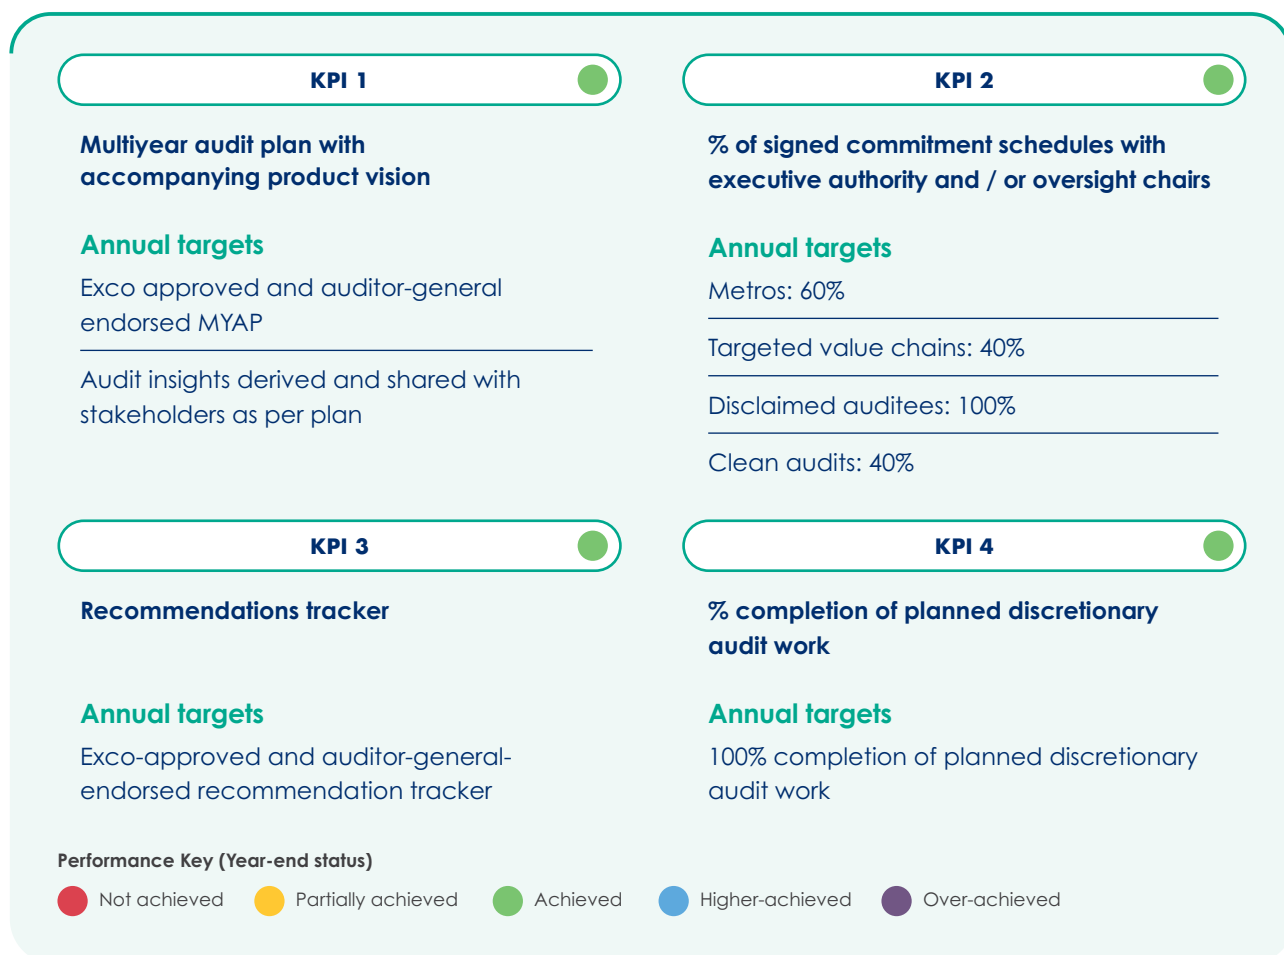 KPI 1
Multiyear audit plan with
accompanying product vision
Annual targets
Exco approved and auditor-general
endorsed MYAP
Audit insights derived and shared with
stakeholders as per plan
KPI 2
% of signed commitment schedules with
executive authority and / or oversight chairs
Annual targets
Metros: 60%
Targeted value chains: 40%
Disclaimed auditees: 100%
Clean audits: 40%
KPI 3
Recommendations tracker
Annual targets
Exco-approved and auditor-general-
endorsed recommendation tracker
KPI 4
% completion of planned discretionary
audit work
Annual targets
100% completion of planned discretionary
audit work
Performance Key (Year-end status)
Not achieved
Partially achieved
Achieved
Higher-achieved
Over-achieved